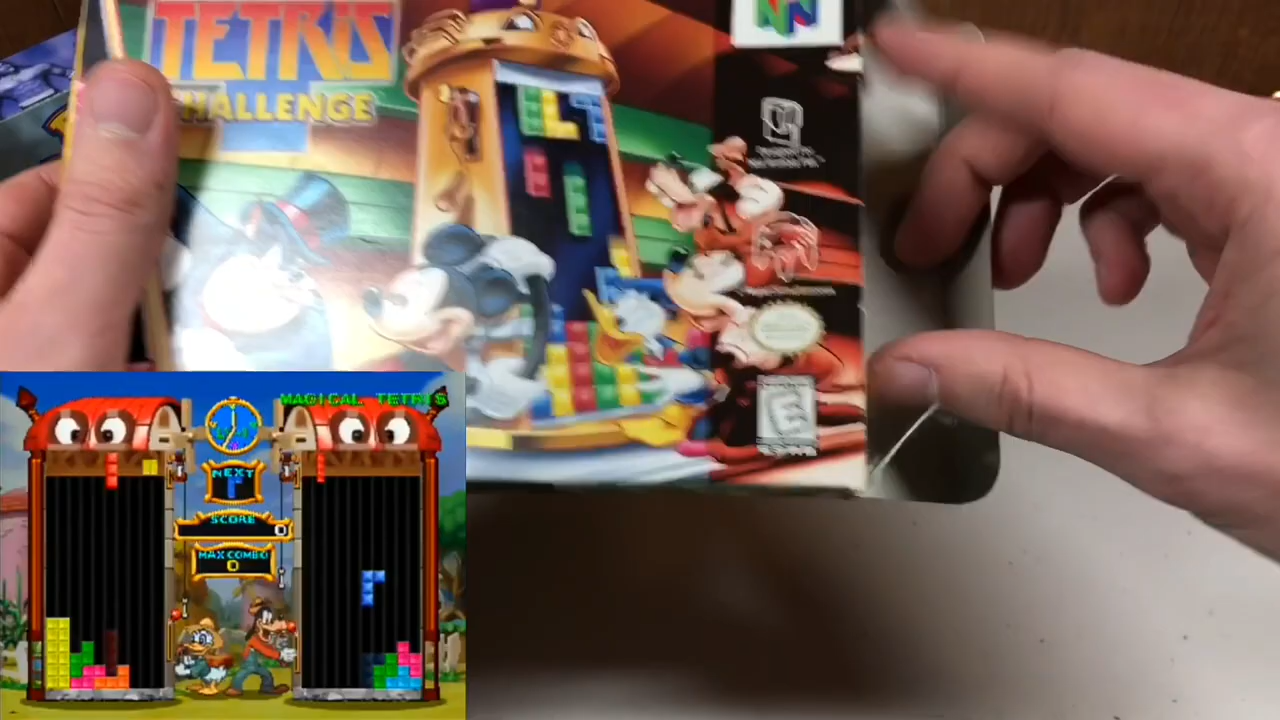 TETRIS
CHALLENGE
N
E
MAGICAL TETRIS
NEXT
SCORE
0
MAX COMBO
0